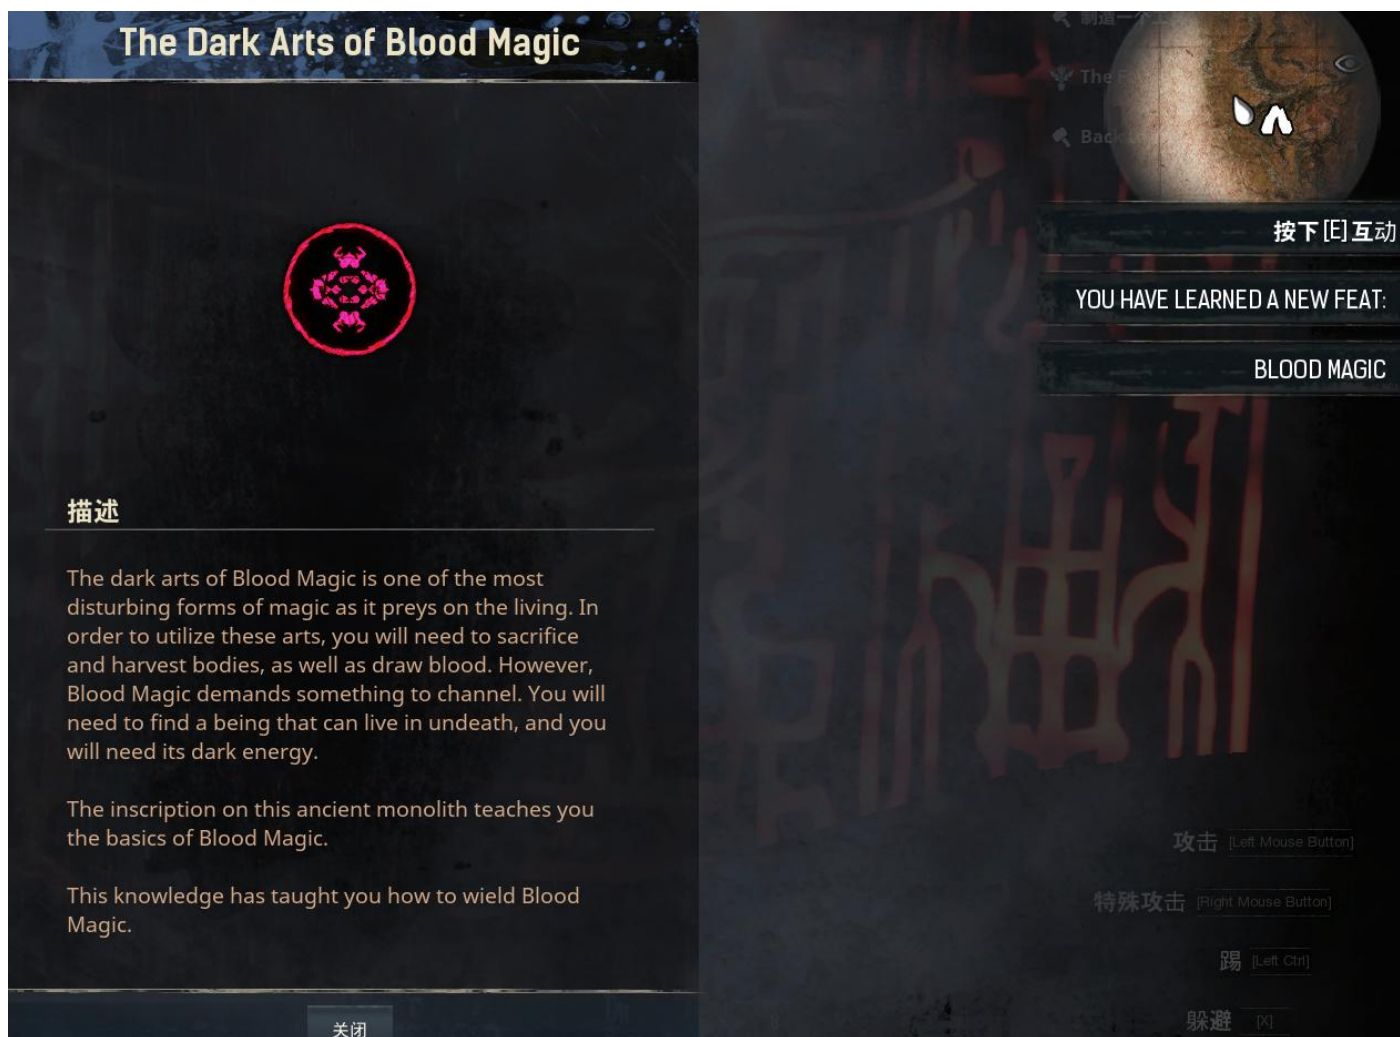 The Dark Arts of Blood Magic
描述
The dark arts of Blood Magic is one of the most
disturbing forms of magic as it preys on the living. In
order to utilize these arts, you will need to sacrifice
and harvest bodies, as well as draw blood. However,
Blood Magic demands something to channel. You will
need to find a being that can live in undeath, and you
will need its dark energy.
The inscription on this ancient monolith teaches you
the basics of Blood Magic.
This knowledge has taught you how to wield Blood
Magic.
关闭
制造一个
The
Back
按下[E]互动
YOU HAVE LEARNED A NEW FEAT:
BLOOD MAGIC
攻击 [Left Mouse Button]
特殊攻击 [Right Mouse Button]
踢 [Left Ctrl]
躲避 [X]